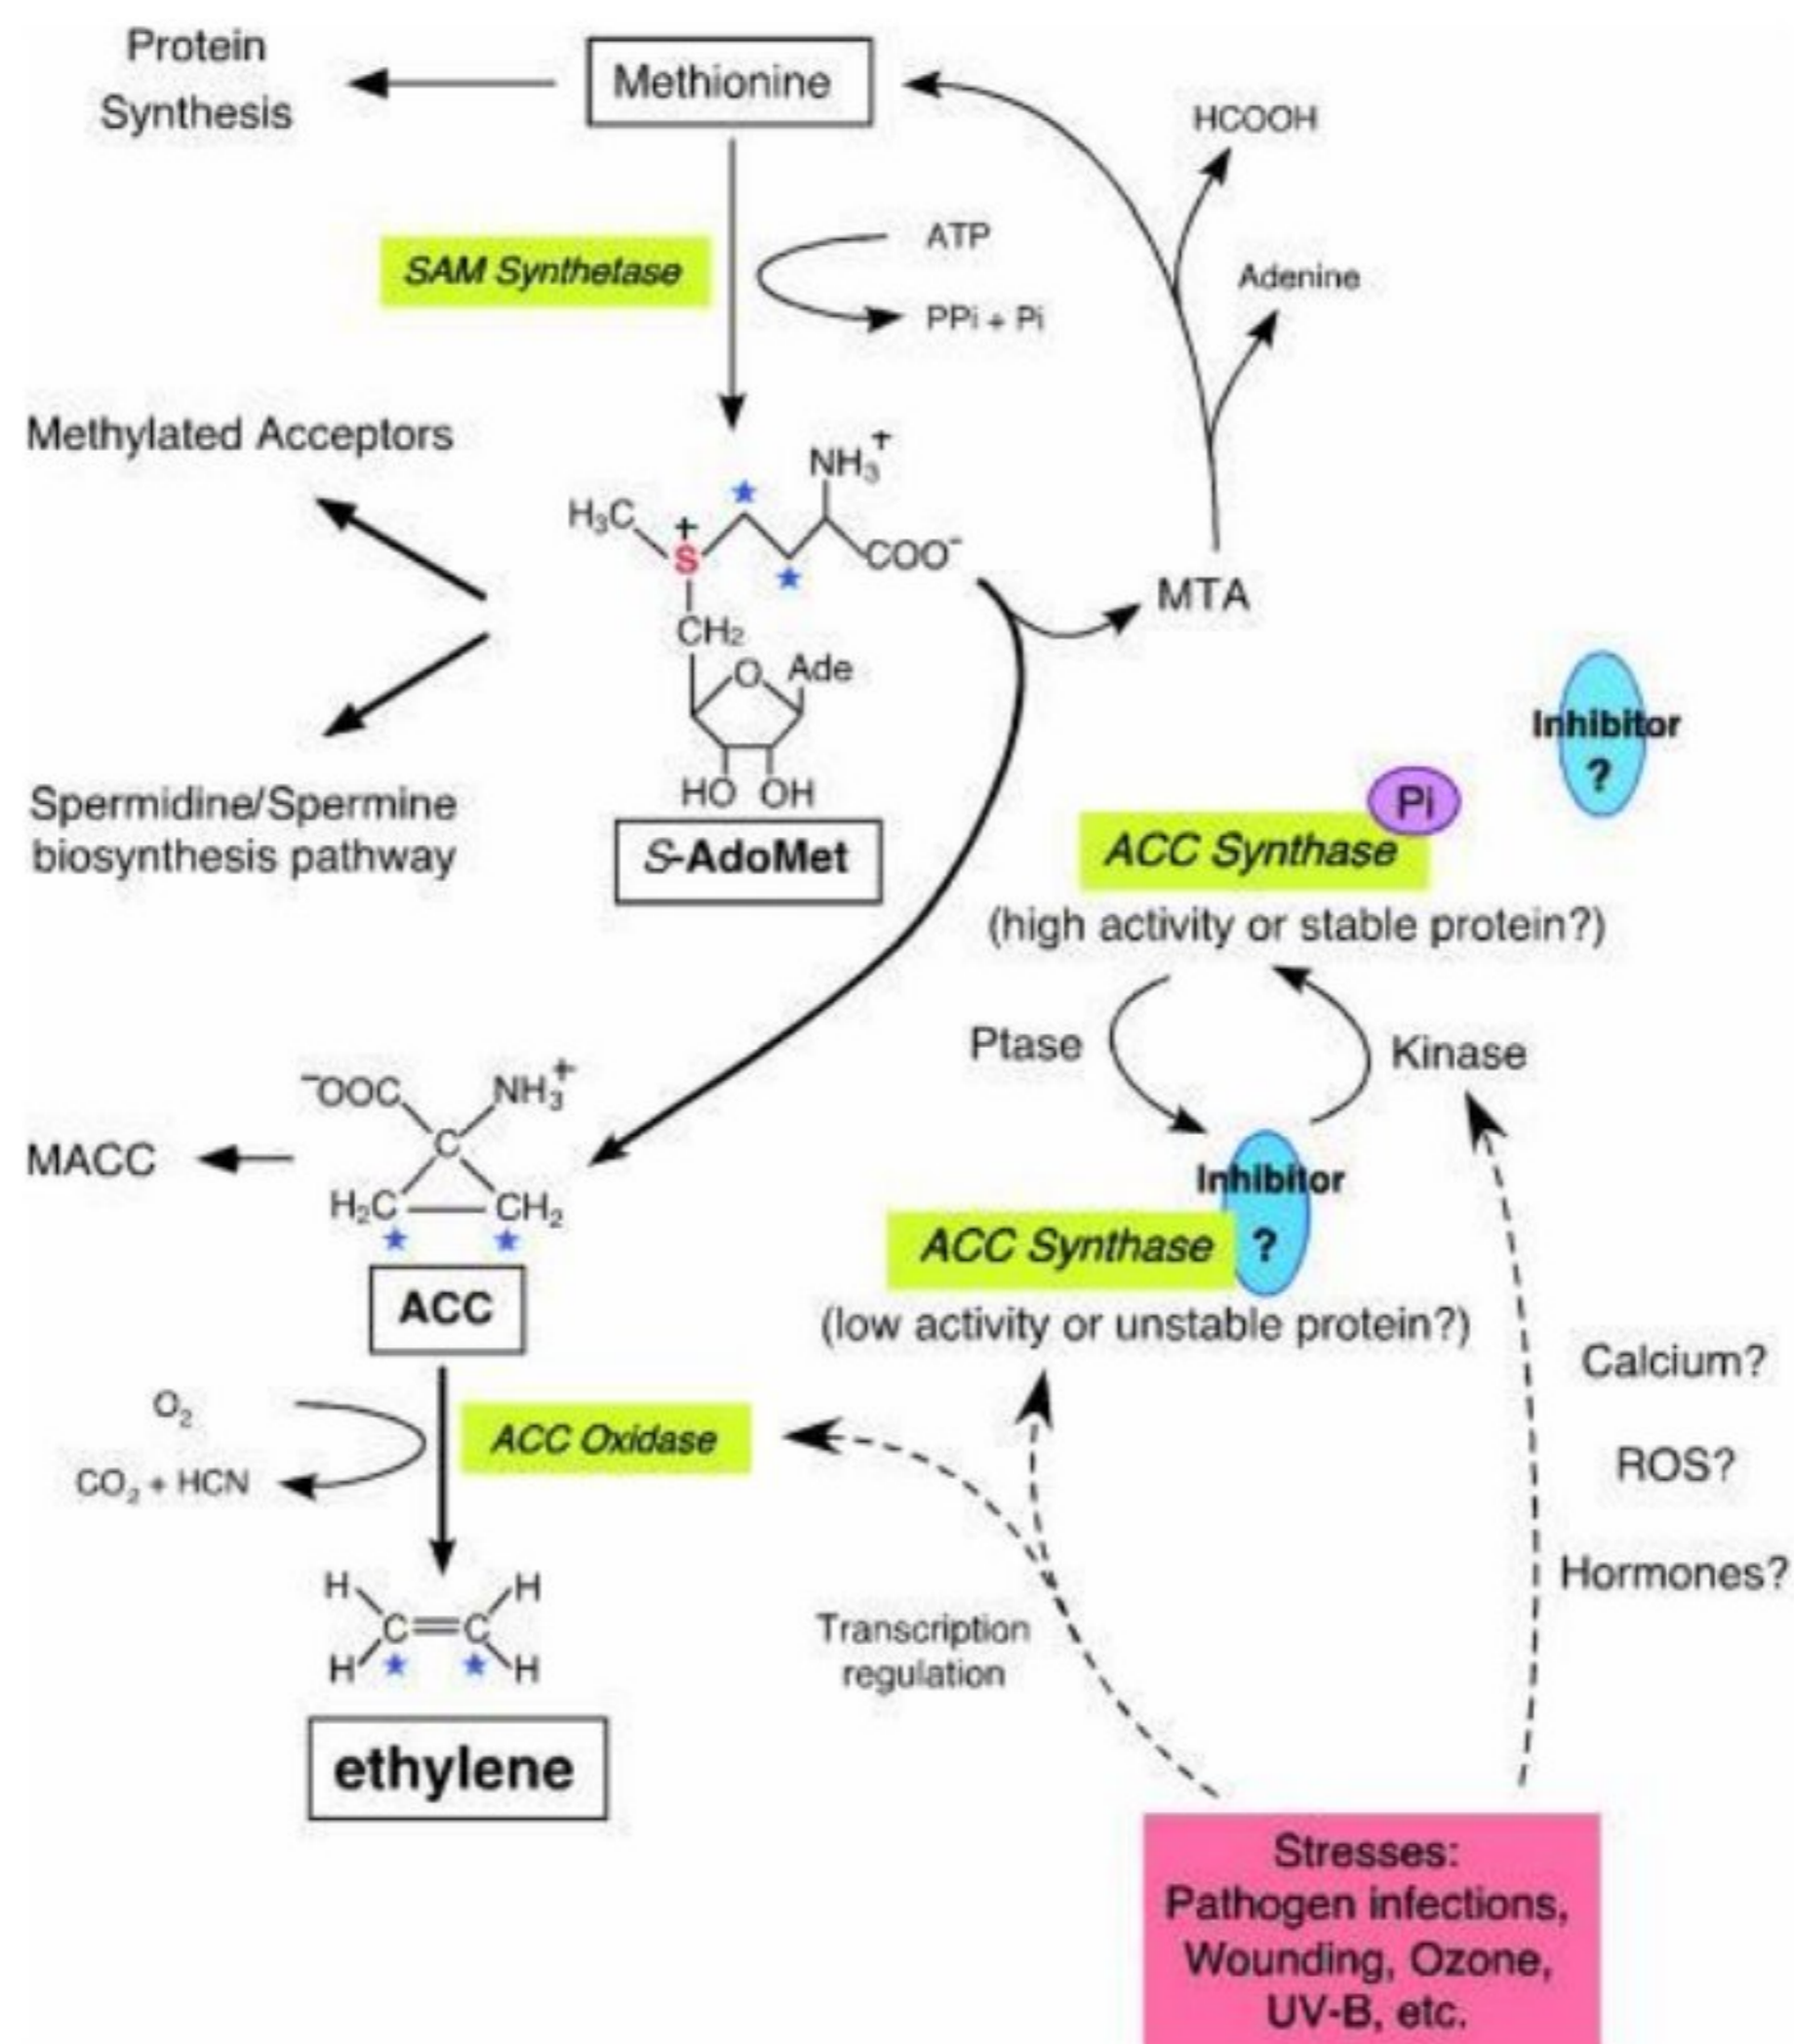 Protein
Synthesis
Methionine
HCOOH
ATP
SAM Synthetase
Adenine
PPi + Pi
Methylated Acceptors
NH3+
H3C
+
S
COO-
MTA
CH2
O
Ade
HO OH
Inhibitor
?
Pi
Spermidine/Spermine
biosynthesis pathway
S-AdoMet
ACC Synthase
(high activity or stable protein?)
Ptase
Kinase
-OOC
NH3+
C
MACC
H2C
CH2
Inhibitor
?
ACC Synthase
ACC
(low activity or unstable protein?)
Calcium?
O2
ACC Oxidase
ROS?
CO2 + HCN
Hormones?
H H
C=C
H H
Transcription
regulation
ethylene
Stresses:
Pathogen infections,
Wounding, Ozone,
UV-B, etc.